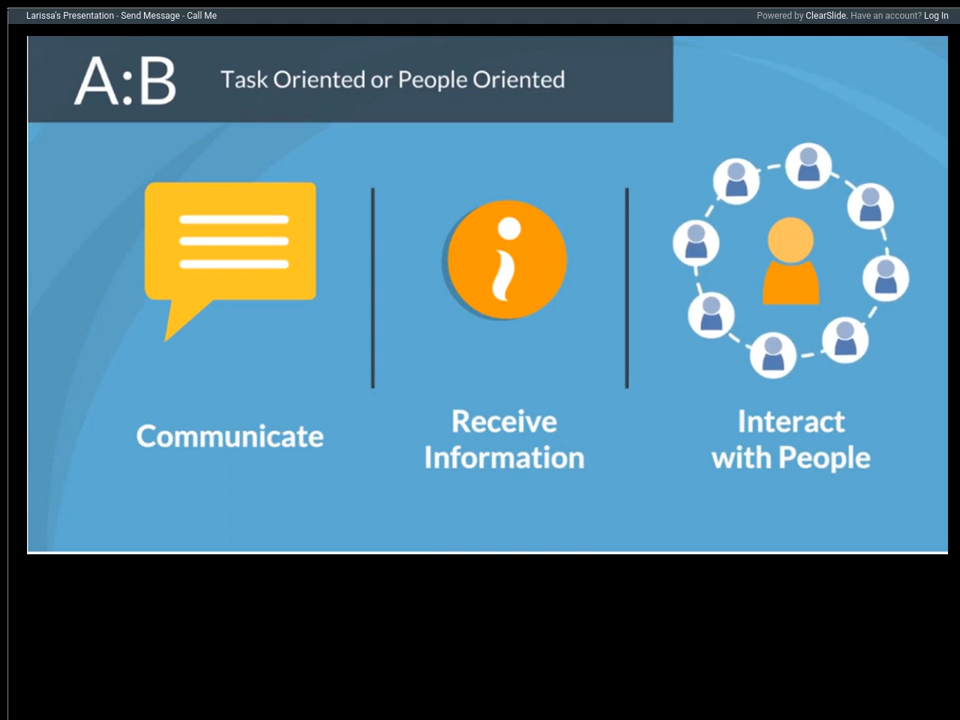 Larissa's Presentation - Send Message - Call Me
Powered by ClearSlide. Have an account? Log In
A:B
Task Oriented or People Oriented
Communicate
Receive
Information
Interact
with People